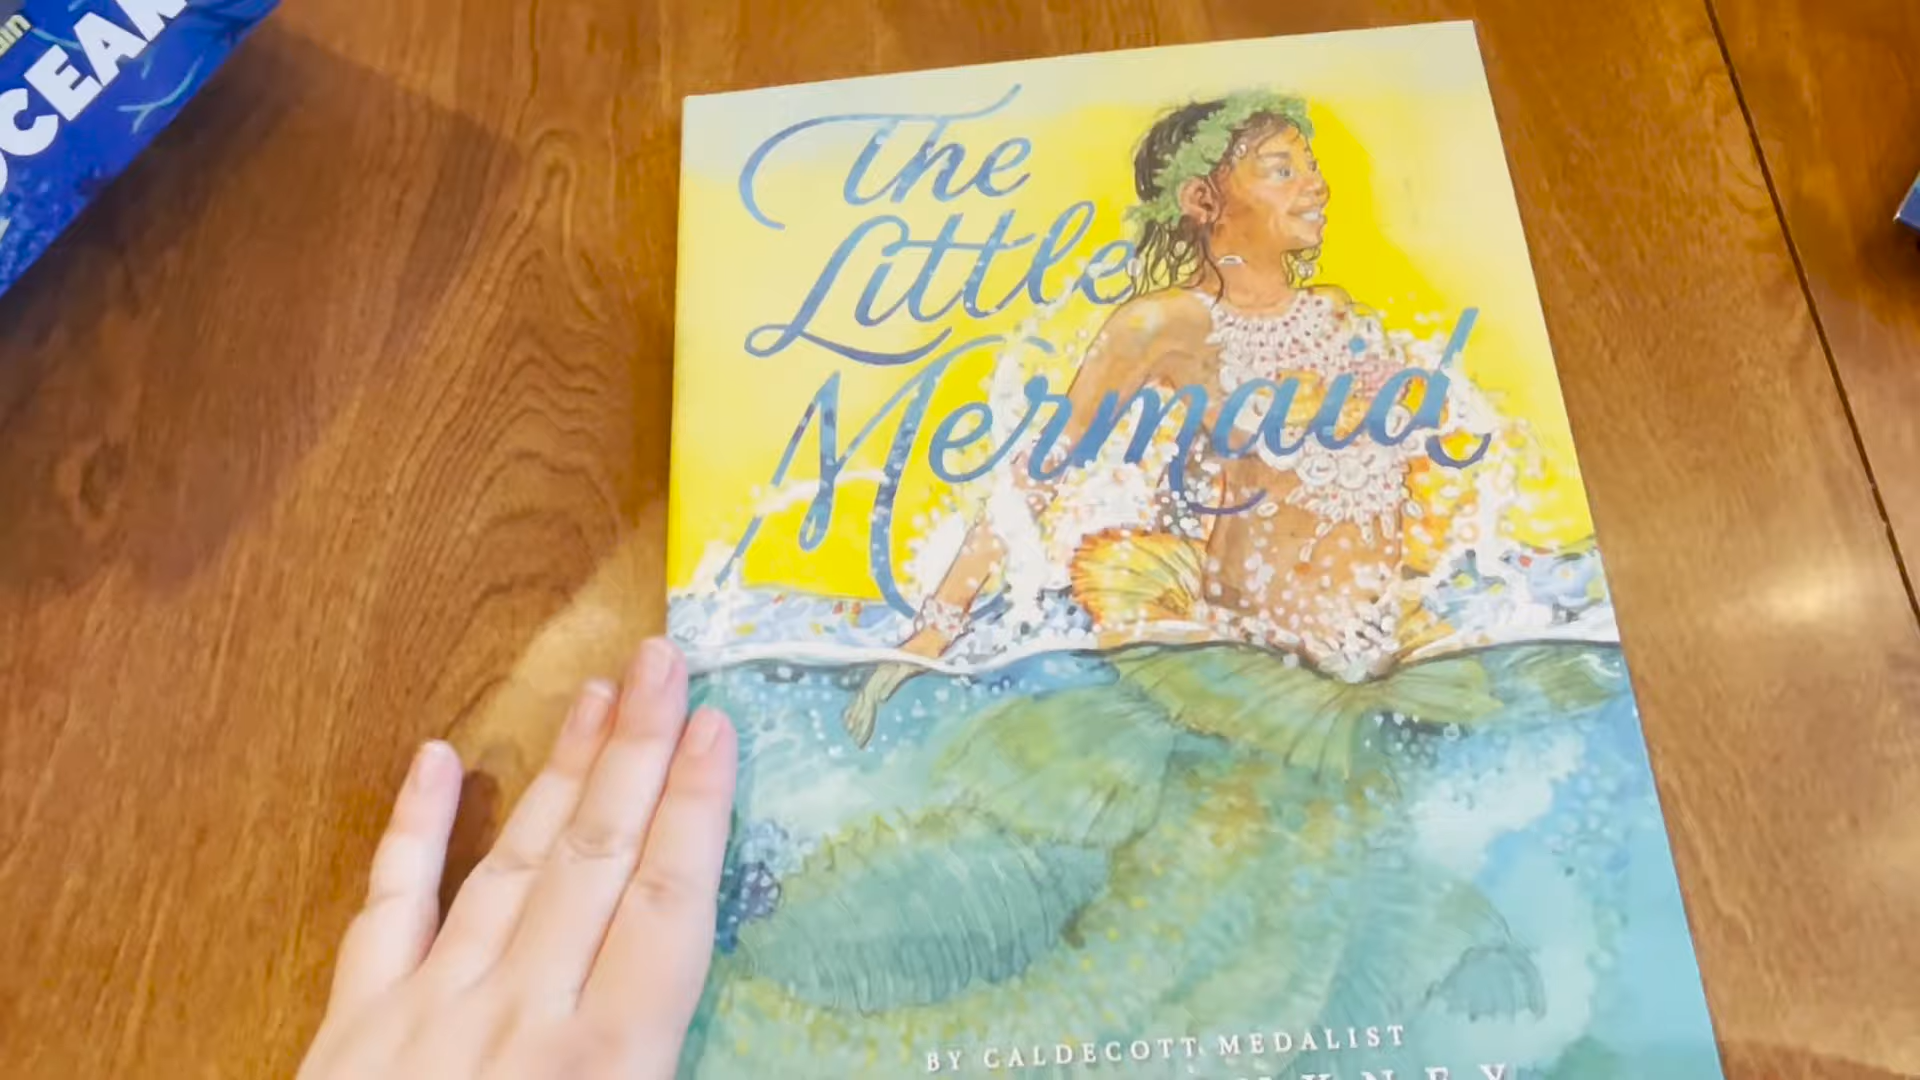 OCEAN
The
Little
Mermaid
BY CALDECOTT MEDALIST